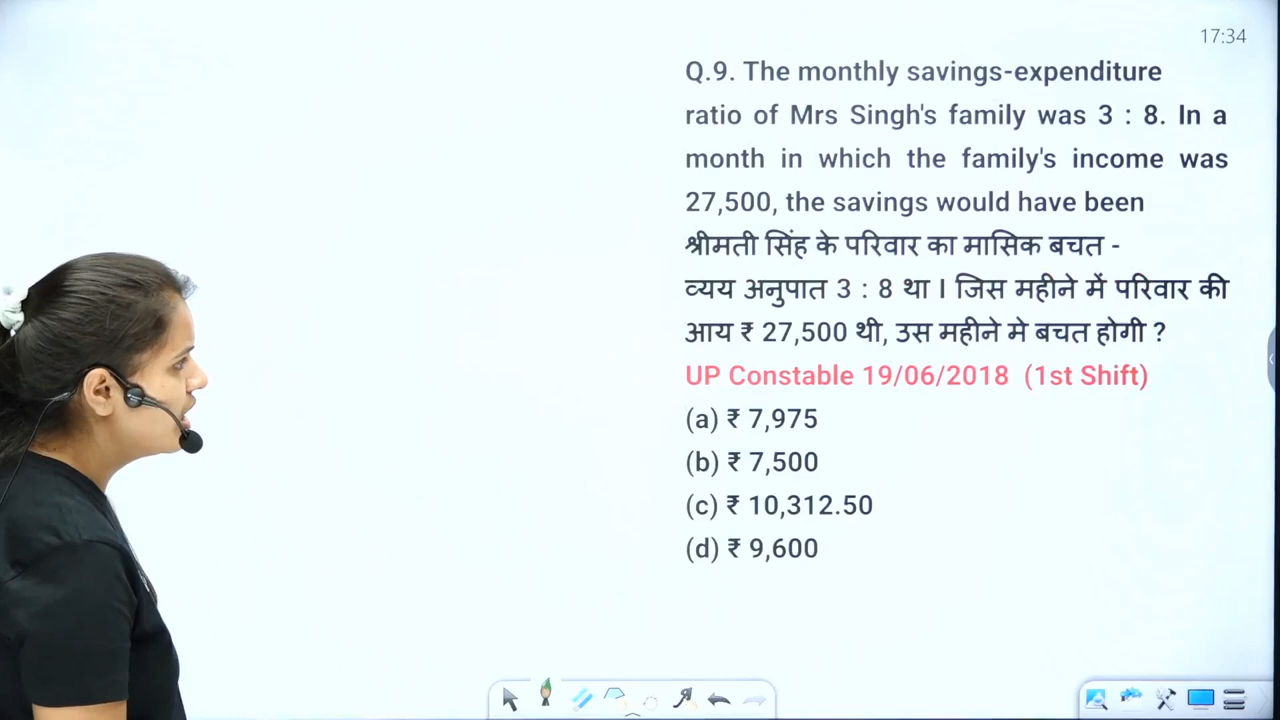 17:34
Q.9. The monthly savings-expenditure
ratio of Mrs Singh's family was 3 : 8. In a
month in which the family's income was
27,500, the savings would have been
श्रीमती सिंह के परिवार का मासिक बचत -
व्यय अनुपात 3 : 8 था I जिस महीने में परिवार की
आय ₹ 27,500 थी, उस महीने मे बचत होगी ?
UP Constable 19/06/2018 (1st Shift)
(a) ₹ 7,975
(b) ₹ 7,500
(c) ₹ 10,312.50
(d) ₹ 9,600